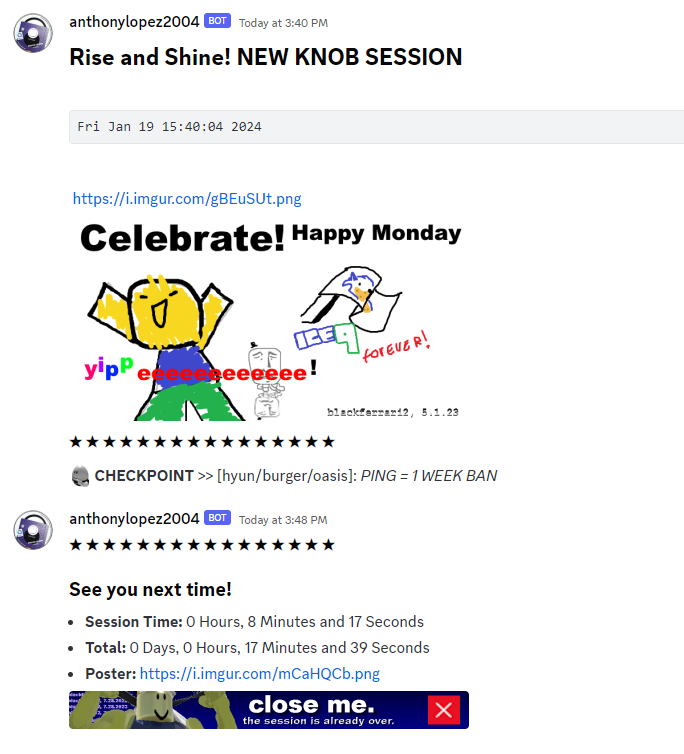 anthonylopez2004 BOT Today at 3:40 PM
Rise and Shine! NEW KNOB SESSION
Fri Jan 19 15:40:04 2024
https://i.imgur.com/gBEuSUt.png
Celebrate! Happy Monday
ICE9
forever!
yippeeeeeeeeeeee!
blackferrari2, 5.1.23
★ ★ ★ ★ ★ ★ ★ ★ ★ ★ ★ ★ ★ ★ ★ ★
CHECKPOINT >> [hyun/burger/oasis]: PING = 1 WEEK BAN
anthonylopez2004 BOT Today at 3:48 PM
★ ★ ★ ★ ★ ★ ★ ★ ★ ★ ★ ★ ★ ★ ★ ★
See you next time!
• Session Time: 0 Hours, 8 Minutes and 17 Seconds
• Total: 0 Days, 0 Hours, 17 Minutes and 39 Seconds
• Poster: https://i.imgur.com/mCaHQCb.png
close me.
the session is already over.